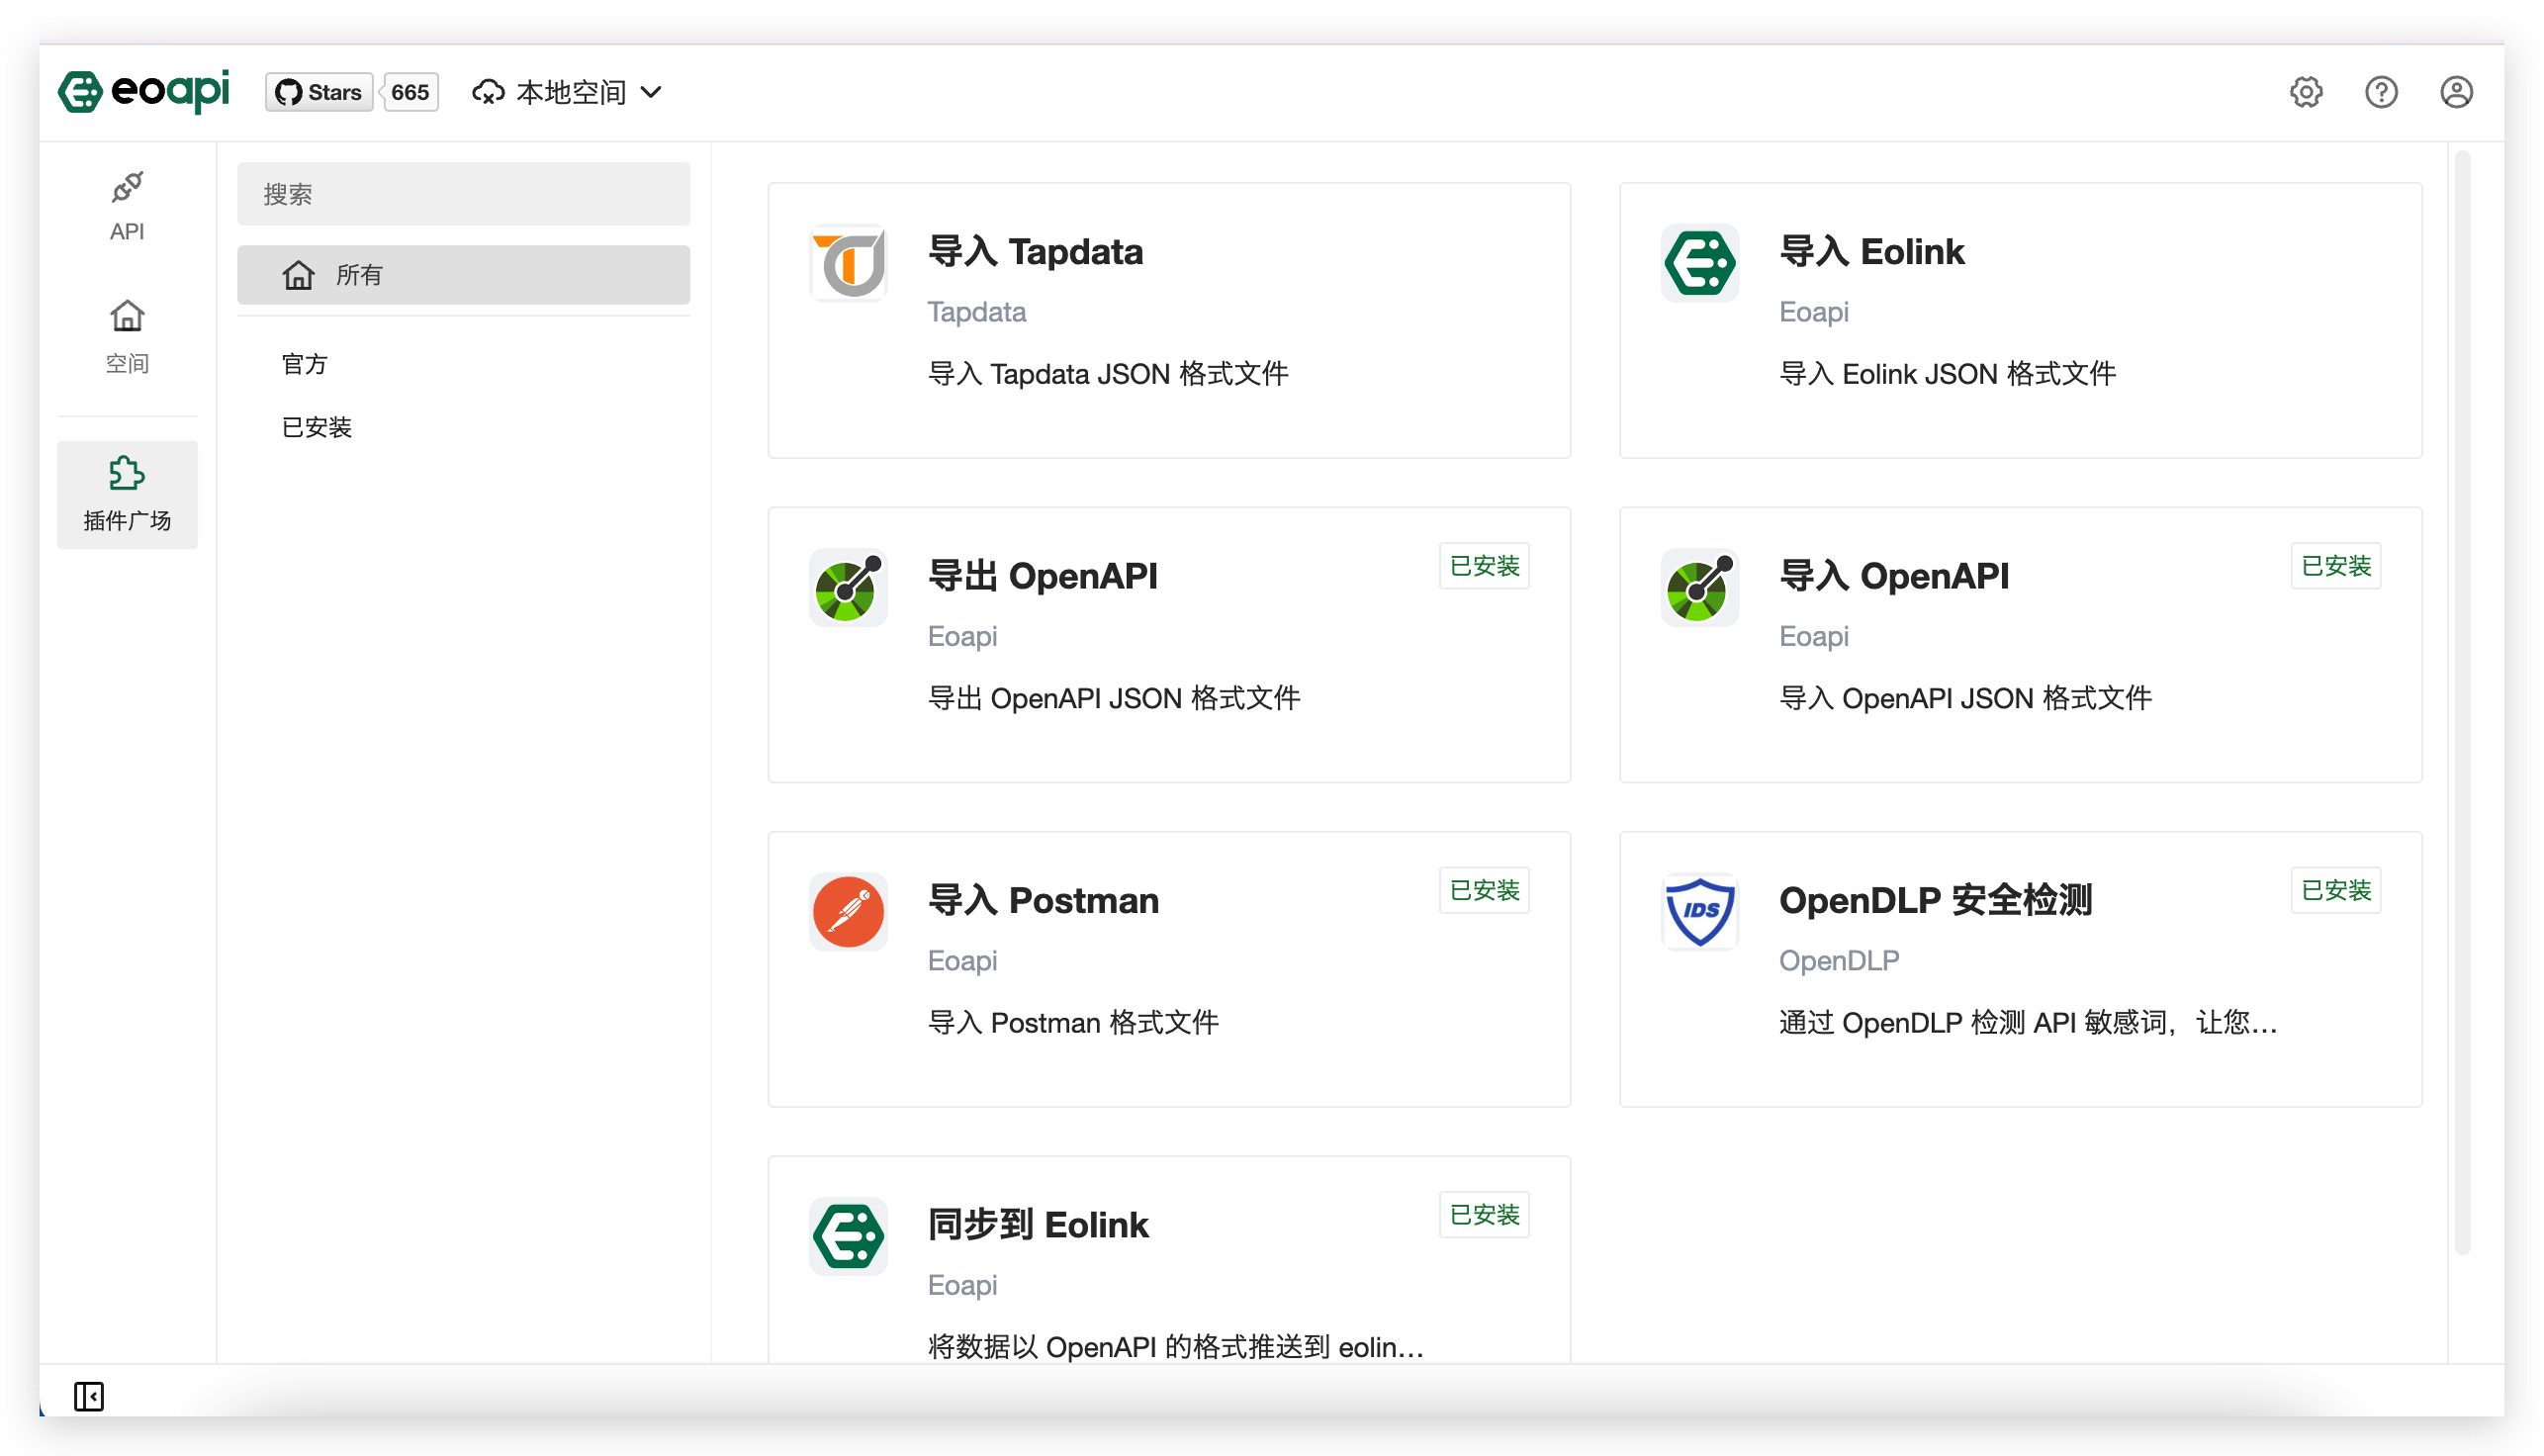 eoapi
Stars 665
本地空间
API
空间
插件广场
搜索
所有
官方
已安装
导入 Tapdata
Tapdata
导入 Tapdata JSON 格式文件
导入 Eolink
Eoapi
导入 Eolink JSON 格式文件
导出 OpenAPI
已安装
Eoapi
导出 OpenAPI JSON 格式文件
导入 OpenAPI
已安装
Eoapi
导入 OpenAPI JSON 格式文件
导入 Postman
已安装
Eoapi
导入 Postman 格式文件
IDS
OpenDLP 安全检测
已安装
OpenDLP
通过 OpenDLP 检测 API 敏感词，让您...
同步到 Eolink
已安装
Eoapi
将数据以 OpenAPI 的格式推送到 eolin...